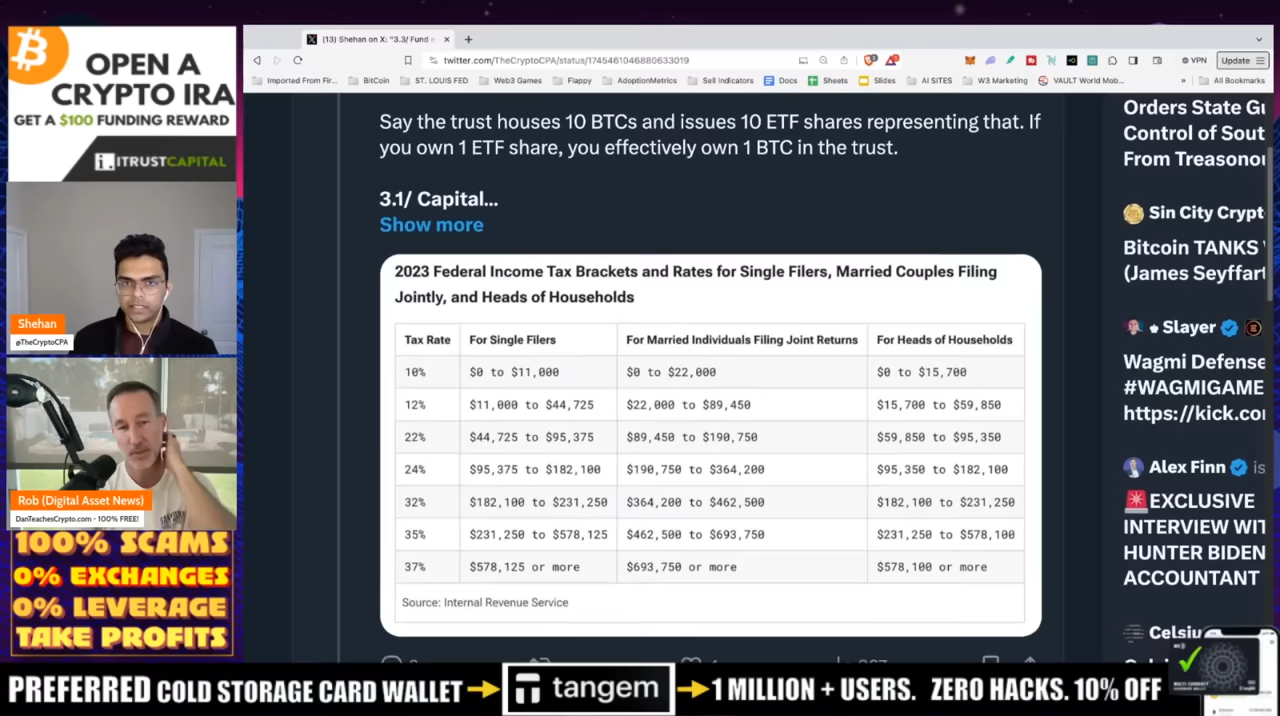 OPEN A
CRYPTO IRA
GET A $100 FUNDING REWARD
ITRUSTCAPITAL
Shehan
@TheCryptoCPA
Rob (Digital Asset News)
DanTeachesCrypto.com - 100% FREE!
100% SCAMS
0% EXCHANGES
0% LEVERAGE
TAKE PROFITS
(13) Shehan on X: "3.3/ Fund
twitter.com/TheCryptoCPA/status/1745461046880633019
VPN
Update
Imported From Fir...
BitCoin
ST. LOUIS FED
Web3 Games
Flappy
AdoptionMetrics
Sell Indicators
Docs
Sheets
Slides
AI SITES
W3 Marketing
VAULT World Mob...
All Bookmarks
Say the trust houses 10 BTCs and issues 10 ETF shares representing that. If
you own 1 ETF share, you effectively own 1 BTC in the trust.
3.1/ Capital...
Show more
2023 Federal Income Tax Brackets and Rates for Single Filers, Married Couples Filing
Jointly, and Heads of Households
Tax Rate For Single Filers For Married Individuals Filing Joint Returns For Heads of Households
10% $0 to $11,000 $0 to $22,000 $0 to $15,700
12% $11,000 to $44,725 $22,000 to $89,450 $15,700 to $59,850
22% $44,725 to $95,375 $89,450 to $190,750 $59,850 to $95,350
24% $95,375 to $182,100 $190,750 to $364,200 $95,350 to $182,100
32% $182,100 to $231,250 $364,200 to $462,500 $182,100 to $231,250
35% $231,250 to $578,125 $462,500 to $693,750 $231,250 to $578,100
37% $578,125 or more $693,750 or more $578,100 or more
Source: Internal Revenue Service
Orders State Gu
Control of Sout
From Treasonou
Sin City Crypt
Bitcoin TANKS
(James Seyffart
Slayer
Wagmi Defense
#WAGMIGAME
https://kick.co
Alex Finn is
EXCLUSIVE
INTERVIEW WIT
HUNTER BIDEN
ACCOUNTANT
Celsiu
PREFERRED COLD STORAGE CARD WALLET
tangem
1 MILLION + USERS. ZERO HACKS. 10% OFF